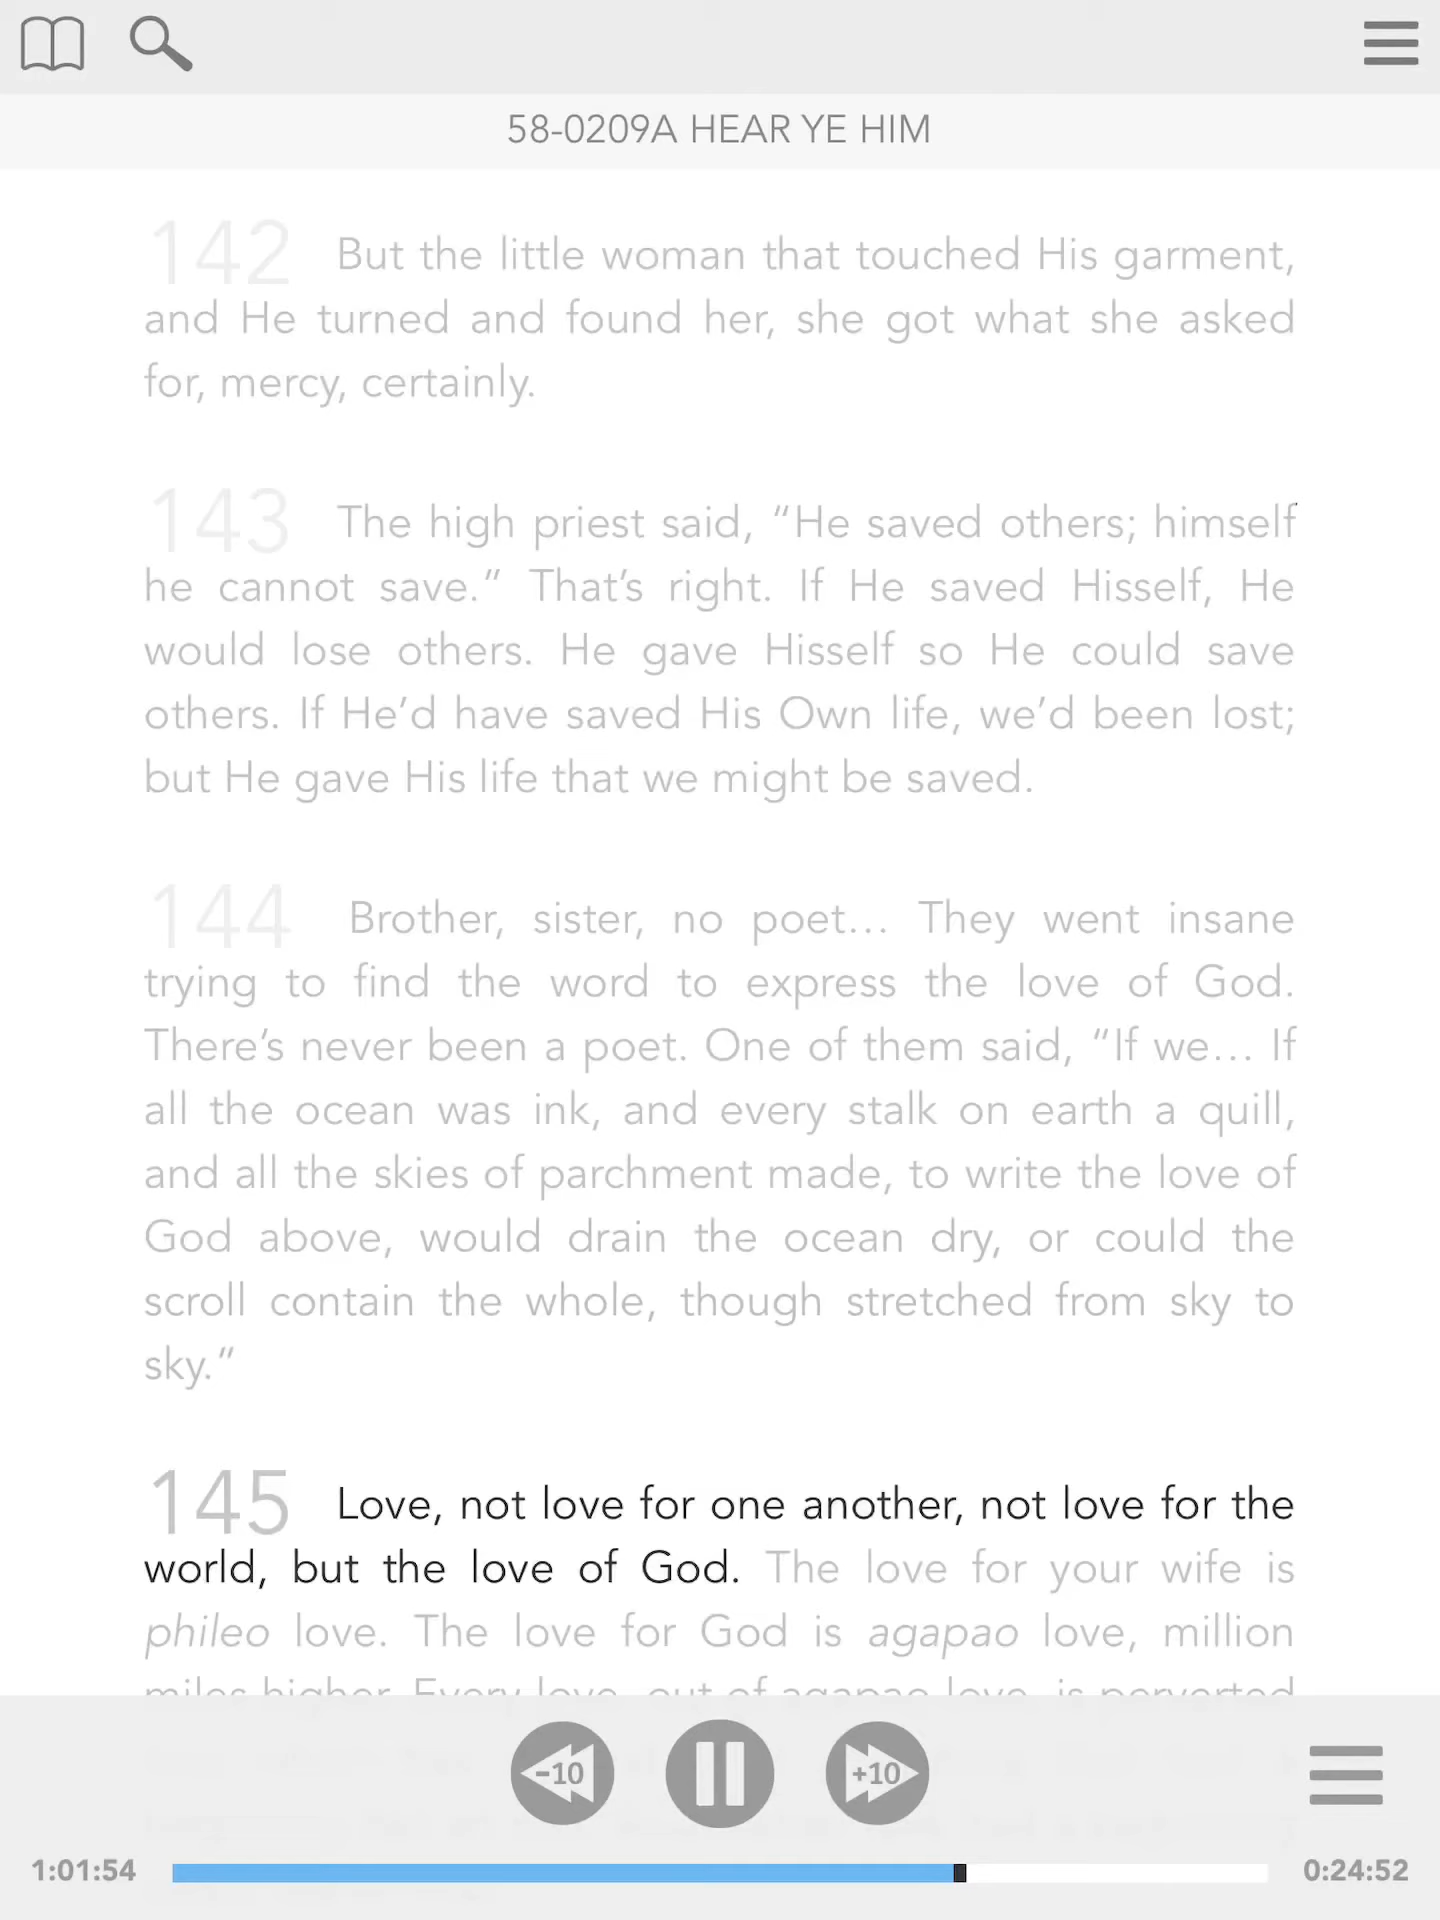 58-0209A HEAR YE HIM
142 But the little woman that touched His garment,
and He turned and found her, she got what she asked
for, mercy, certainly.
143 The high priest said, “He saved others; himself
he cannot save.” That’s right. If He saved Hisself, He
would lose others. He gave Hisself so He could save
others. If He’d have saved His Own life, we’d been lost;
but He gave His life that we might be saved.
144 Brother, sister, no poet… They went insane
trying to find the word to express the love of God.
There’s never been a poet. One of them said, “If we… If
all the ocean was ink, and every stalk on earth a quill,
and all the skies of parchment made, to write the love of
God above, would drain the ocean dry, or could the
scroll contain the whole, though stretched from sky to
sky.”
145 Love, not love for one another, not love for the
world, but the love of God. The love for your wife is
phileo love. The love for God is agapao love, million
miles higher. Every love, out of agapao love, is perverted
-10 +10
1:01:54 0:24:52